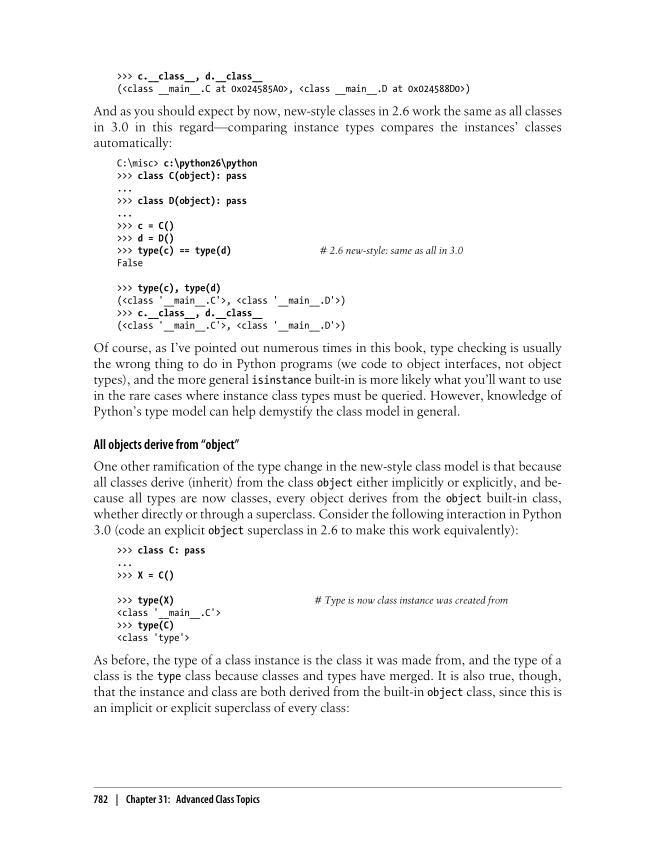 >>> c.__class__, d.__class__
(<class __main__.C at 0x024585A0>, <class __main__.D at 0x024588D0>)
And as you should expect by now, new-style classes in 2.6 work the same as all classes
in 3.0 in this regard—comparing instance types compares the instances’ classes
automatically:
C:\misc> c:\python26\python
>>> class C(object): pass
...
>>> class D(object): pass
...
>>> c = C()
>>> d = D()
>>> type(c) == type(d) # 2.6 new-style: same as all in 3.0
False
>>> type(c), type(d)
(<class '__main__.C'>, <class '__main__.D'>)
>>> c.__class__, d.__class__
(<class '__main__.C'>, <class '__main__.D'>)
Of course, as I’ve pointed out numerous times in this book, type checking is usually
the wrong thing to do in Python programs (we code to object interfaces, not object
types), and the more general isinstance built-in is more likely what you’ll want to use
in the rare cases where instance class types must be queried. However, knowledge of
Python’s type model can help demystify the class model in general.
All objects derive from “object”
One other ramification of the type change in the new-style class model is that because
all classes derive (inherit) from the class object either implicitly or explicitly, and be-
cause all types are now classes, every object derives from the object built-in class,
whether directly or through a superclass. Consider the following interaction in Python
3.0 (code an explicit object superclass in 2.6 to make this work equivalently):
>>> class C: pass
...
>>> X = C()
>>> type(X) # Type is now class instance was created from
<class '__main__.C'>
>>> type(C)
<class 'type'>
As before, the type of a class instance is the class it was made from, and the type of a
class is the type class because classes and types have merged. It is also true, though,
that the instance and class are both derived from the built-in object class, since this is
an implicit or explicit superclass of every class:
782 | Chapter 31: Advanced Class Topics